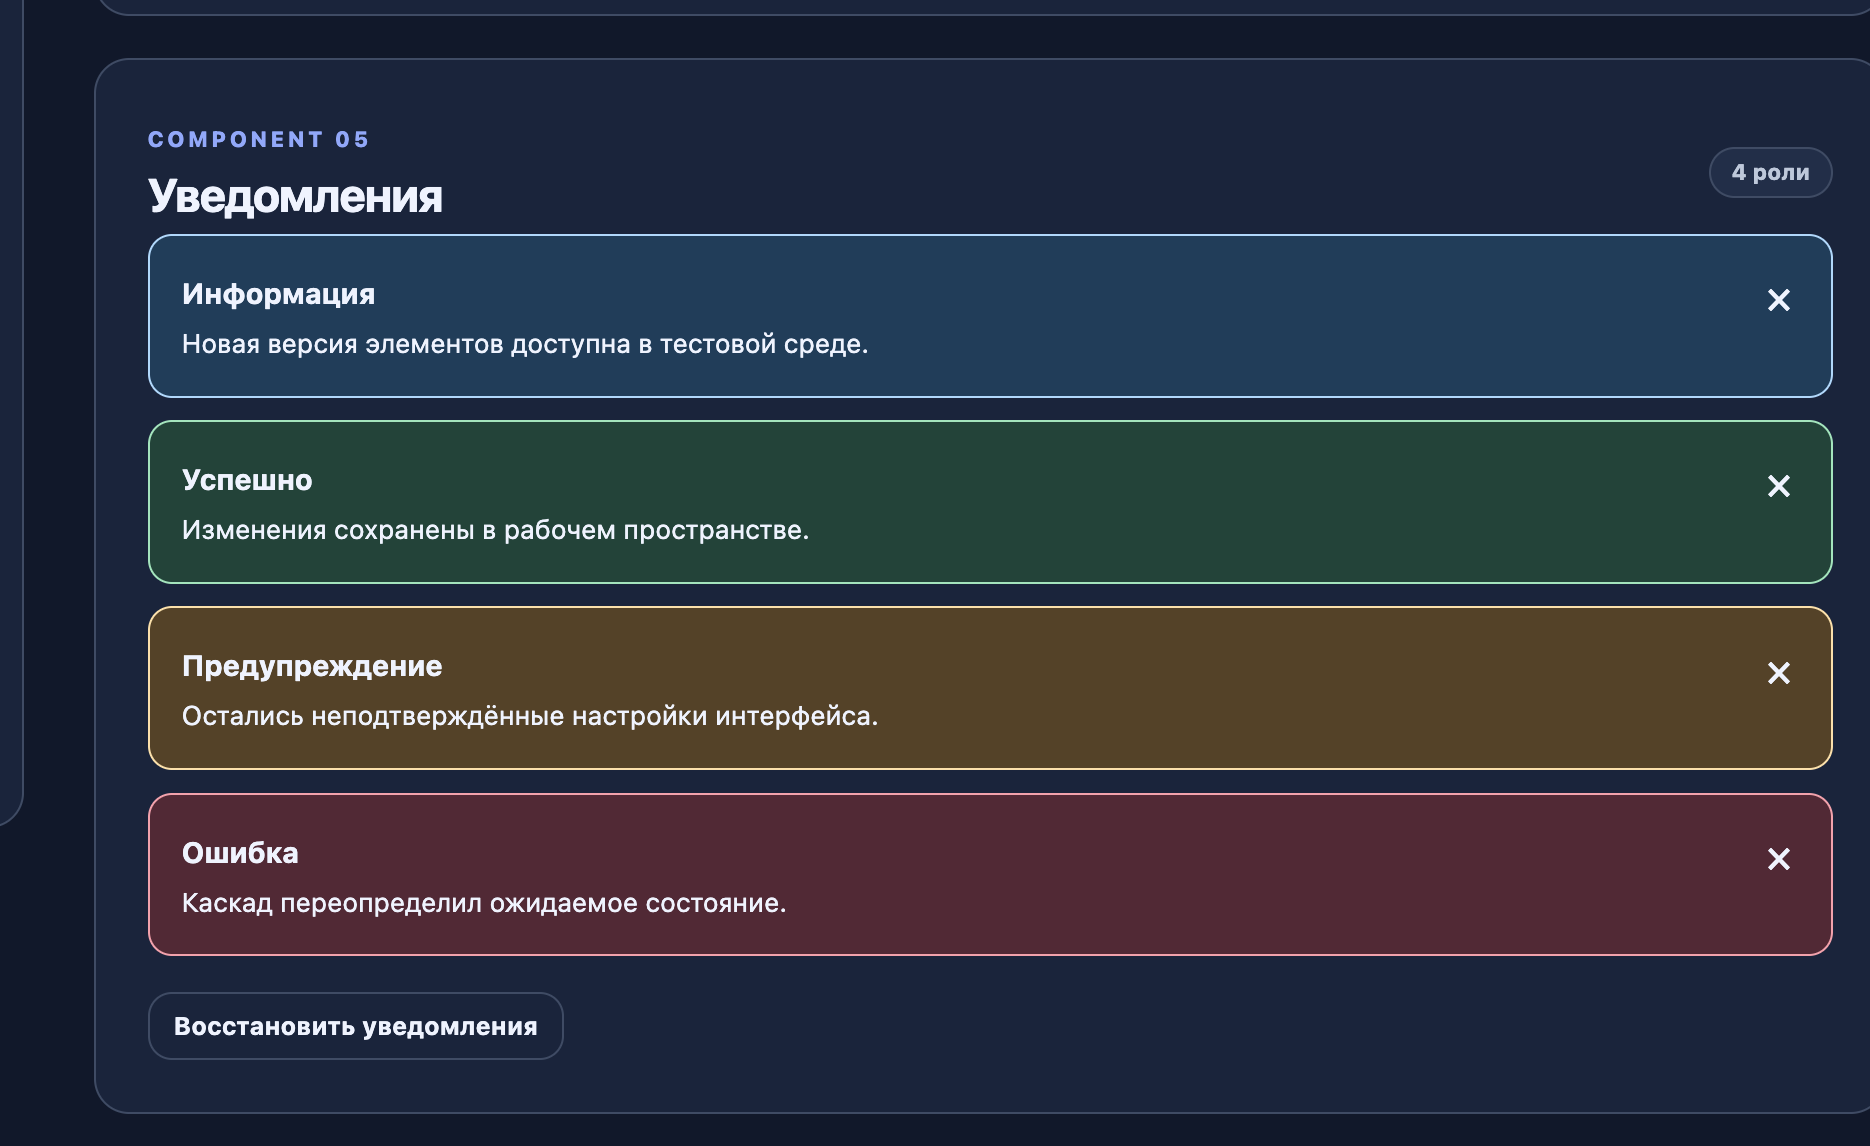 COMPONENT 05
Уведомления
4 роли
Информация
Новая версия элементов доступна в тестовой среде.
Успешно
Изменения сохранены в рабочем пространстве.
Предупреждение
Остались неподтверждённые настройки интерфейса.
Ошибка
Каскад переопределил ожидаемое состояние.
Восстановить уведомления